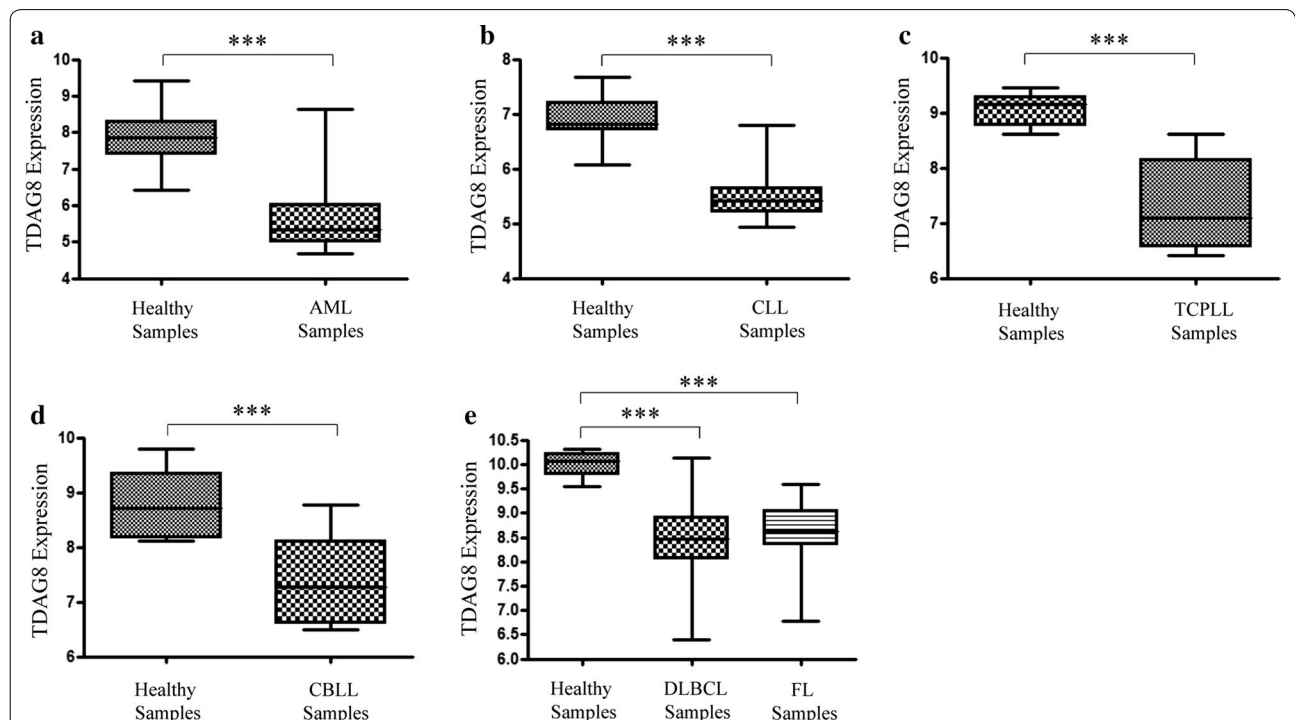 a
***
TDAG8 Expression
10
9
8
7
6
5
4
Healthy
Samples
AML
Samples
b
***
TDAG8 Expression
8
7
6
5
4
Healthy
Samples
CLL
Samples
c
***
TDAG8 Expression
10
9
8
7
6
Healthy
Samples
TCPLL
Samples
d
***
TDAG8 Expression
10
9
8
7
6
Healthy
Samples
CBLL
Samples
e
***
***
TDAG8 Expression
10.5
10.0
9.5
9.0
8.5
8.0
7.5
7.0
6.5
6.0
Healthy
Samples
DLBCL
Samples
FL
Samples